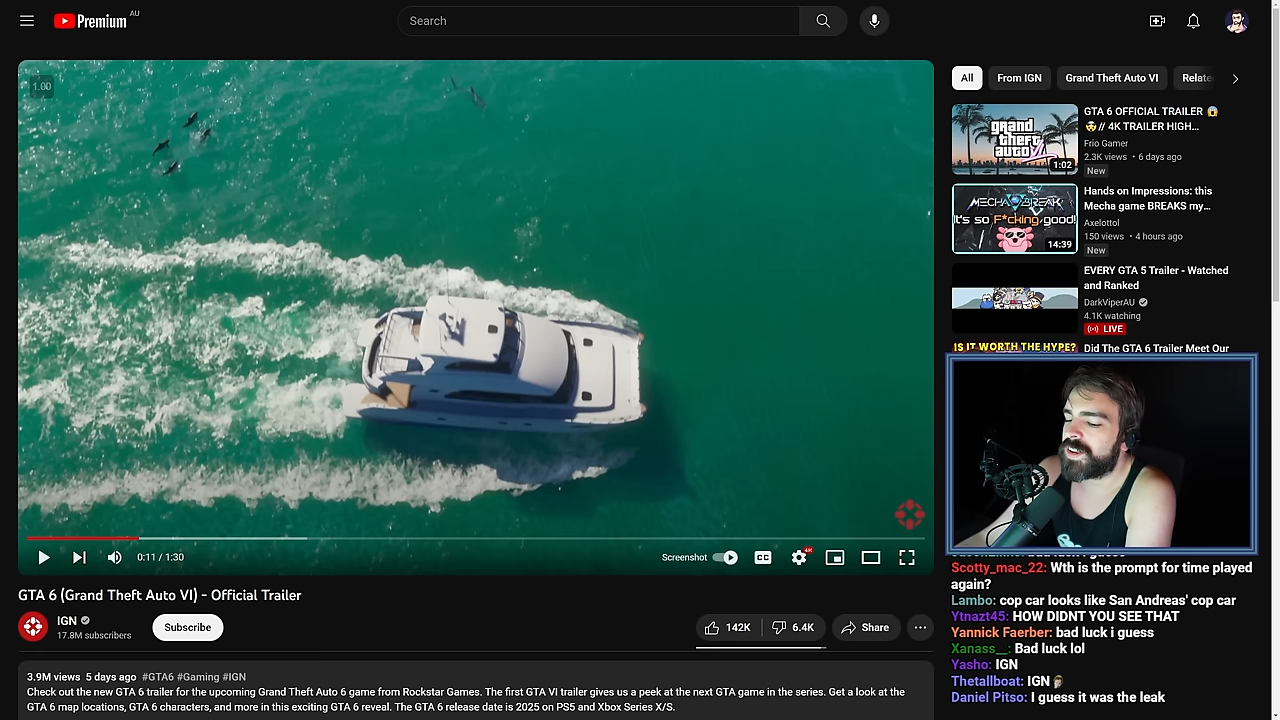 Premium AU
Search
1.00
0:11 / 1:30
Screenshot
CC
4K
GTA 6 (Grand Theft Auto VI) - Official Trailer
IGN
17.8M subscribers
Subscribe
142K
6.4K
Share
3.9M views 5 days ago #GTA6 #Gaming #IGN
Check out the new GTA 6 trailer for the upcoming Grand Theft Auto 6 game from Rockstar Games. The first GTA VI trailer gives us a peek at the next GTA game in the series. Get a look at the
GTA 6 map locations, GTA 6 characters, and more in this exciting GTA 6 reveal. The GTA 6 release date is 2025 on PS5 and Xbox Series X/S.
All
From IGN
Grand Theft Auto VI
Relate
grand
theft
auto
1:02
GTA 6 OFFICIAL TRAILER 😱
🤯// 4K TRAILER HIGH...
Frio Gamer
2.3K views • 6 days ago
New
MECHA BREAK
It's so F*cking good!
14:39
Hands on Impressions: this
Mecha game BREAKS my...
Axelottol
150 views • 4 hours ago
New
EVERY GTA 5 Trailer - Watched
and Ranked
DarkViperAU
4.1K watching
LIVE
IS IT WORTH THE HYPE?
Did The GTA 6 Trailer Meet Our
Scotty_mac_22: Wth is the prompt for time played
again?
Lambo: cop car looks like San Andreas' cop car
Ytnazt45: HOW DIDNT YOU SEE THAT
Yannick Faerber: bad luck i guess
Xanass__: Bad luck lol
Yasho: IGN
Thetallboat: IGN
Daniel Pitso: I guess it was the leak